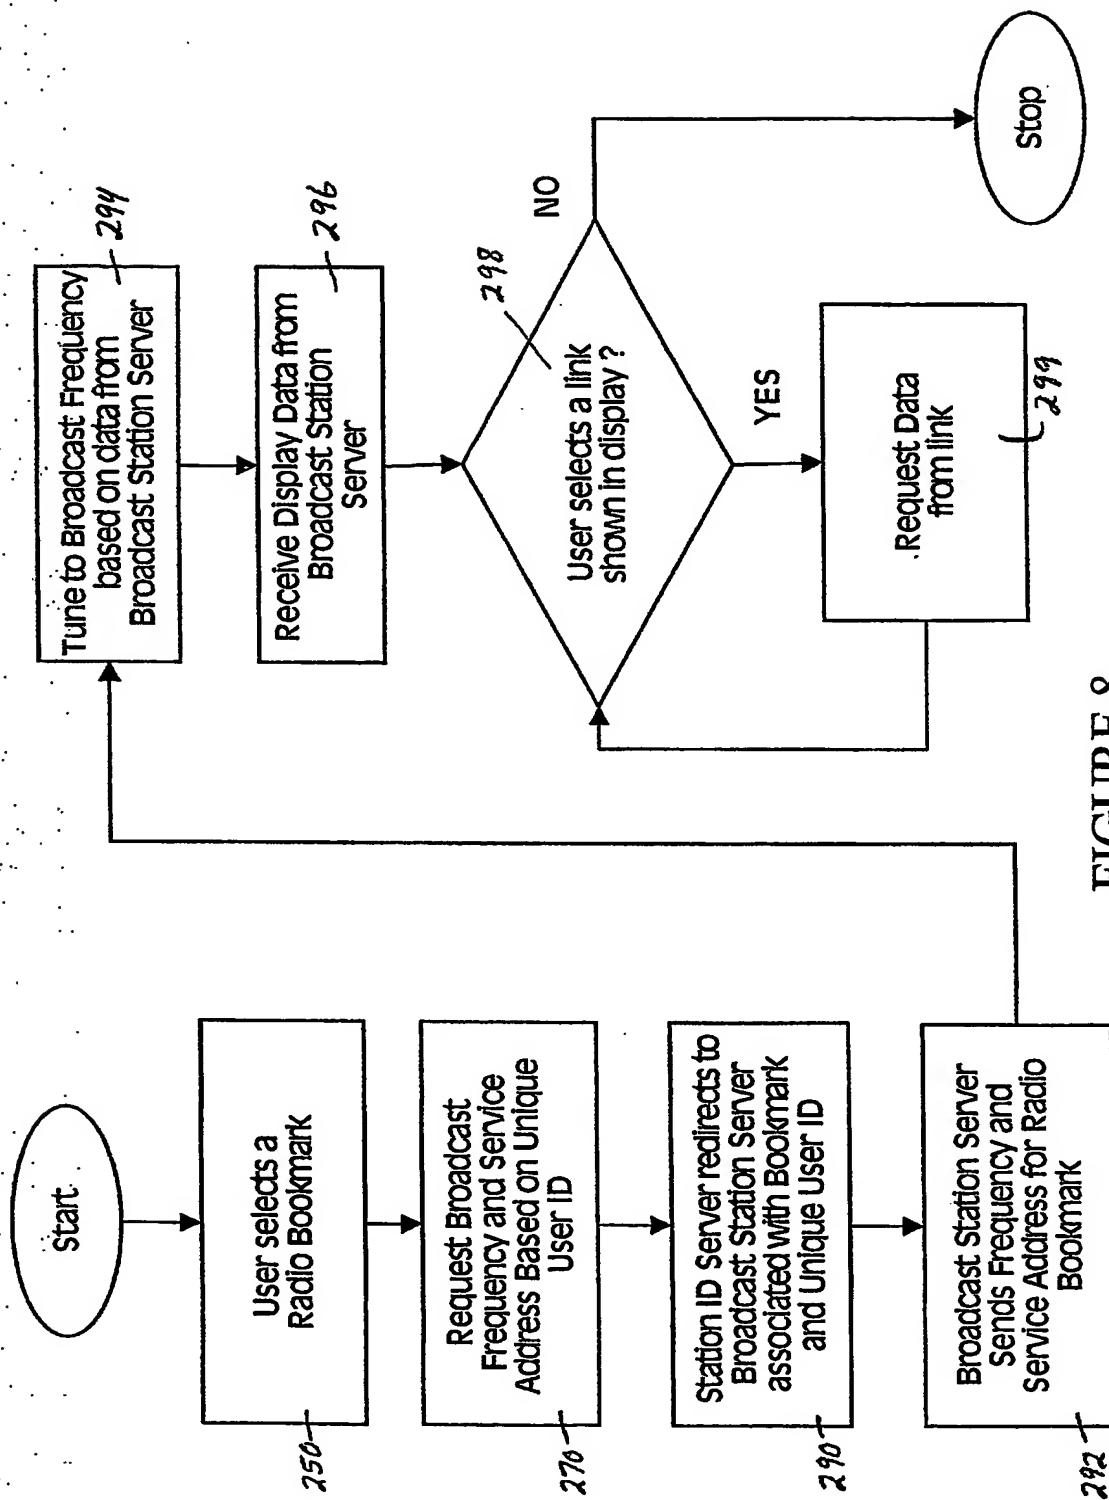 Start
User selects a
Radio Bookmark
250
Request Broadcast
Frequency and Service
Address Based on Unique
User ID
270
Station ID Server redirects to
Broadcast Station Server
associated with Bookmark
and Unique User ID
290
Broadcast Station Server
Sends Frequency and
Service Address for Radio
Bookmark
292
Tune to Broadcast Frequency
based on data from
Broadcast Station Server
294
Receive Display Data from
Broadcast Station
Server
296
User selects a link
shown in display ?
298
NO
YES
Request Data
from link
299
Stop
FIGURE 8